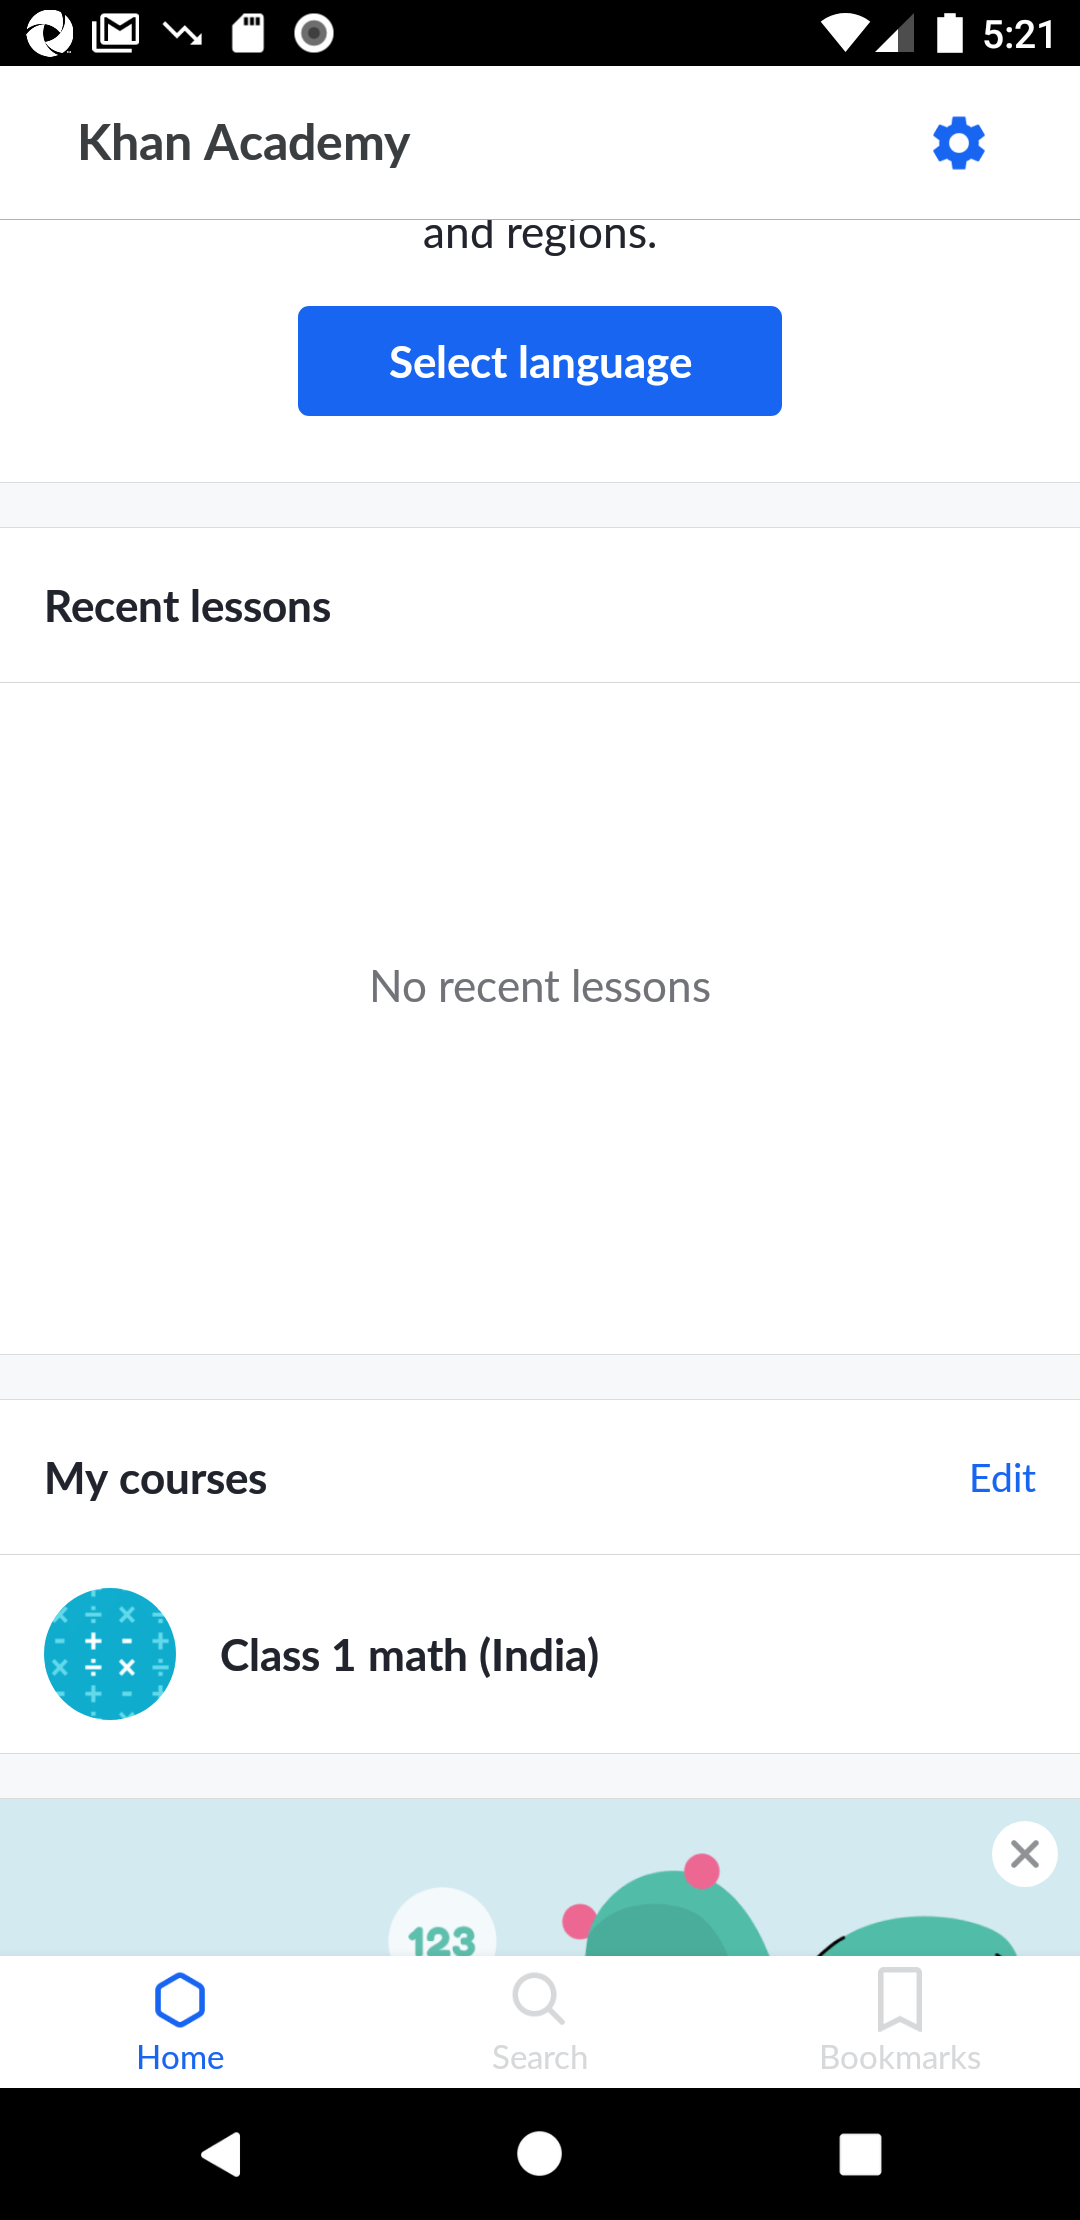 5:21
Khan Academy
and regions.
Select language
Recent lessons
No recent lessons
My courses
Edit
Class 1 math (India)
123
Home
Search
Bookmarks